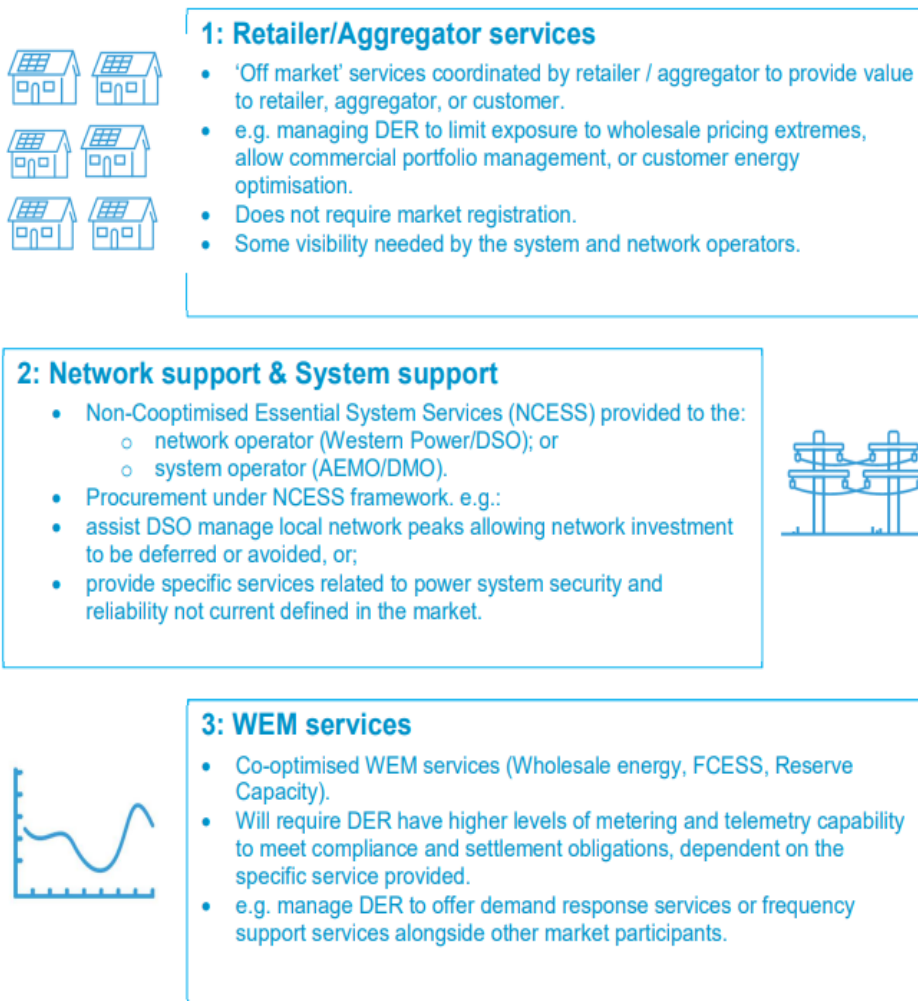 1: Retailer/Aggregator services
• ‘Off market’ services coordinated by retailer / aggregator to provide value
to retailer, aggregator, or customer.
• e.g. managing DER to limit exposure to wholesale pricing extremes,
allow commercial portfolio management, or customer energy
optimisation.
• Does not require market registration.
• Some visibility needed by the system and network operators.
2: Network support & System support
• Non-Cooptimised Essential System Services (NCESS) provided to the:
o network operator (Western Power/DSO); or
o system operator (AEMO/DMO).
• Procurement under NCESS framework. e.g.:
• assist DSO manage local network peaks allowing network investment
to be deferred or avoided, or;
• provide specific services related to power system security and
reliability not current defined in the market.
3: WEM services
• Co-optimised WEM services (Wholesale energy, FCESS, Reserve
Capacity).
• Will require DER have higher levels of metering and telemetry capability
to meet compliance and settlement obligations, dependent on the
specific service provided.
• e.g. manage DER to offer demand response services or frequency
support services alongside other market participants.